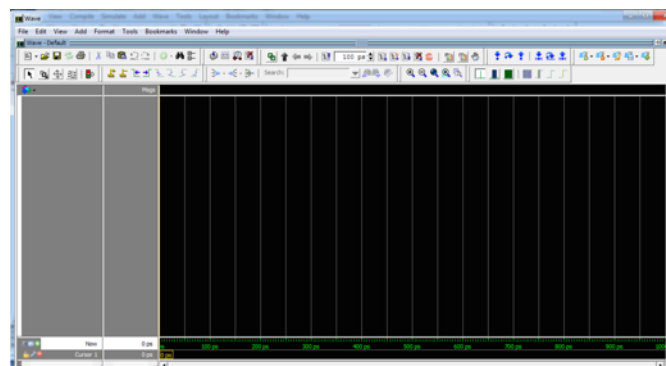 Wave
File Edit View Add Format Tools Bookmarks Window Help
Wave - Default
100 ps
Search:
Msgs
Now 0 ps
100 ps 200 ps 300 ps 400 ps 500 ps 600 ps 700 ps 800 ps 900 ps
Cursor 1 0 ps 0 ps